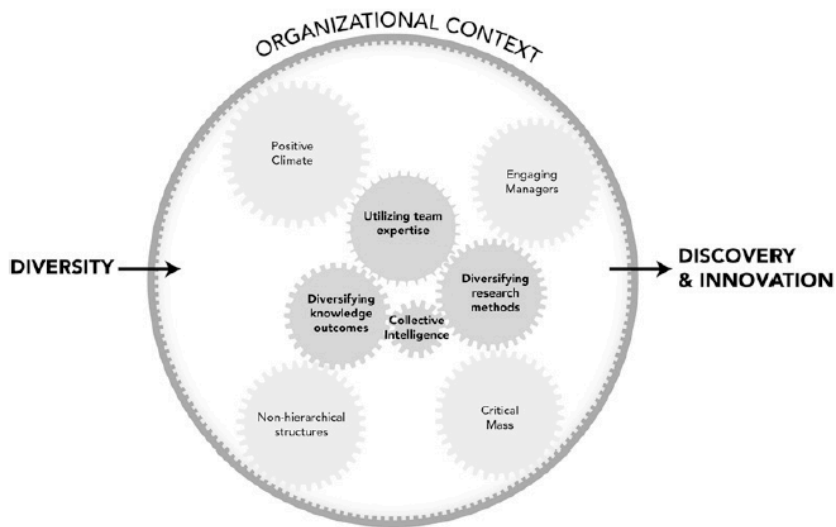 ORGANIZATIONAL CONTEXT
Positive
Climate
Engaging
Managers
Utilizing team
expertise
DIVERSITY
DISCOVERY
& INNOVATION
Diversifying
knowledge
outcomes
Collective
Intelligence
Diversifying
research
methods
Non-hierarchical
structures
Critical
Mass